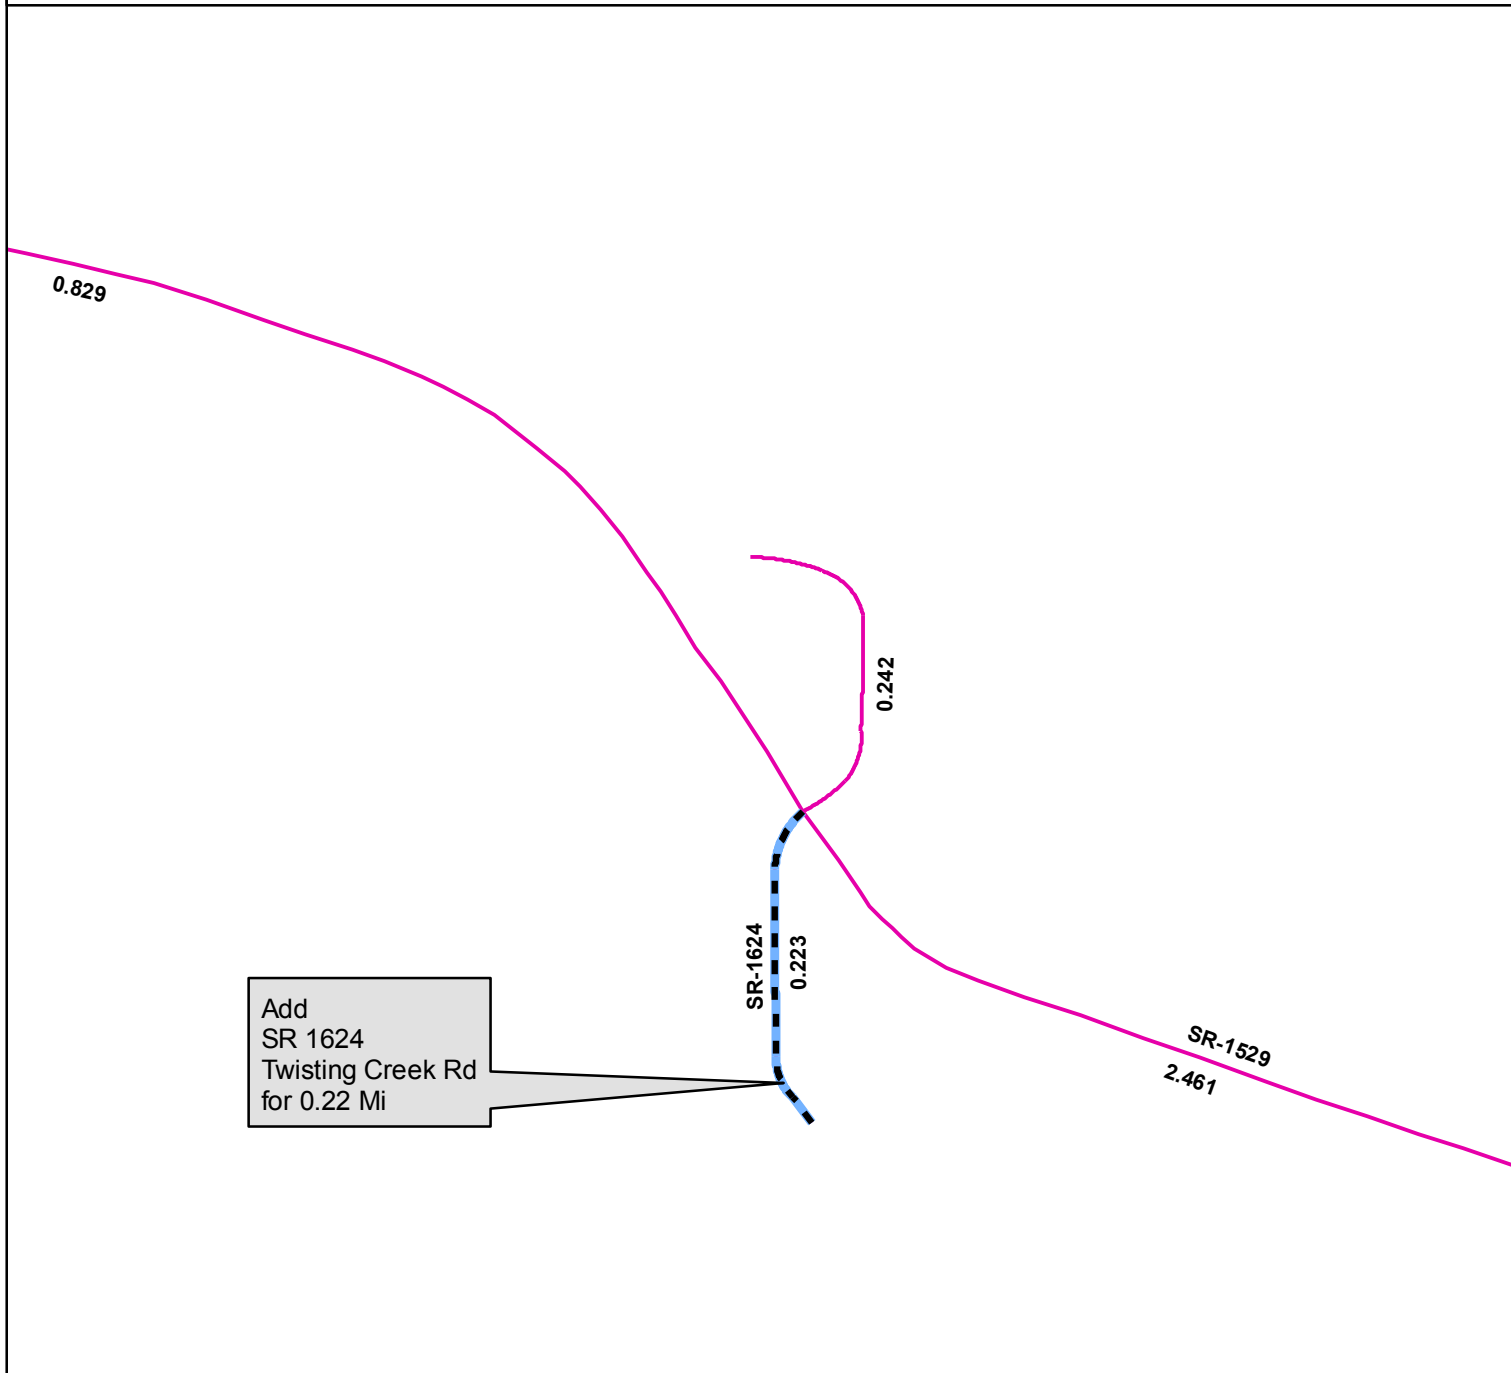 0.829
0.242
SR-1624
0.223
Add
SR 1624
Twisting Creek Rd
for 0.22 Mi
SR-1529
2.461